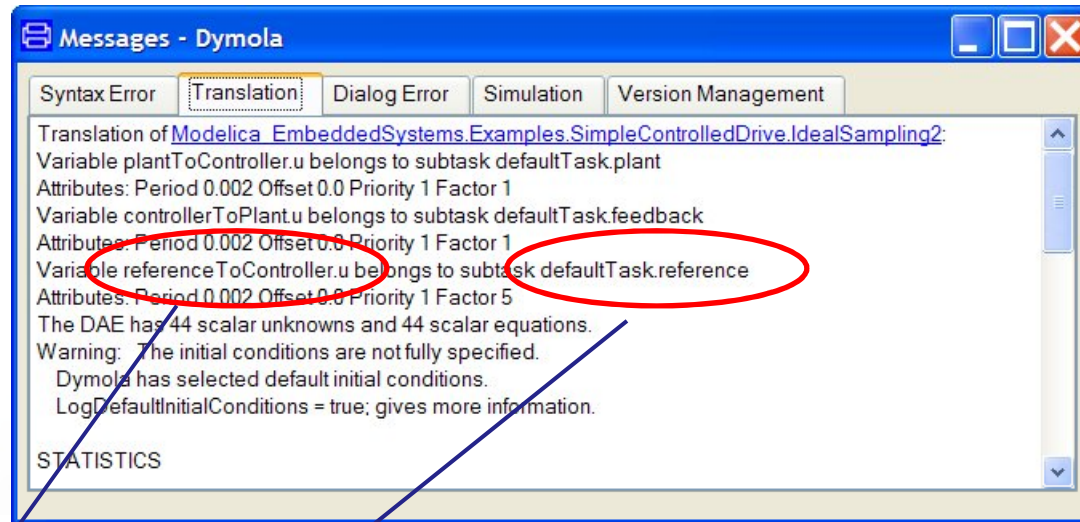 Messages - Dymola
Syntax Error Translation Dialog Error Simulation Version Management
Translation of Modelica_EmbeddedSystems.Examples.SimpleControlledDrive.IdealSampling2:
Variable plantToController.u belongs to subtask defaultTask.plant
Attributes: Period 0.002 Offset 0.0 Priority 1 Factor 1
Variable controllerToPlant.u belongs to subtask defaultTask.feedback
Attributes: Period 0.002 Offset 0.0 Priority 1 Factor 1
Variable referenceToController.u belongs to subtask defaultTask.reference
Attributes: Period 0.002 Offset 0.0 Priority 1 Factor 5
The DAE has 44 scalar unknowns and 44 scalar equations.
Warning: The initial conditions are not fully specified.
Dymola has selected default initial conditions.
LogDefaultInitialConditions = true; gives more information.
STATISTICS